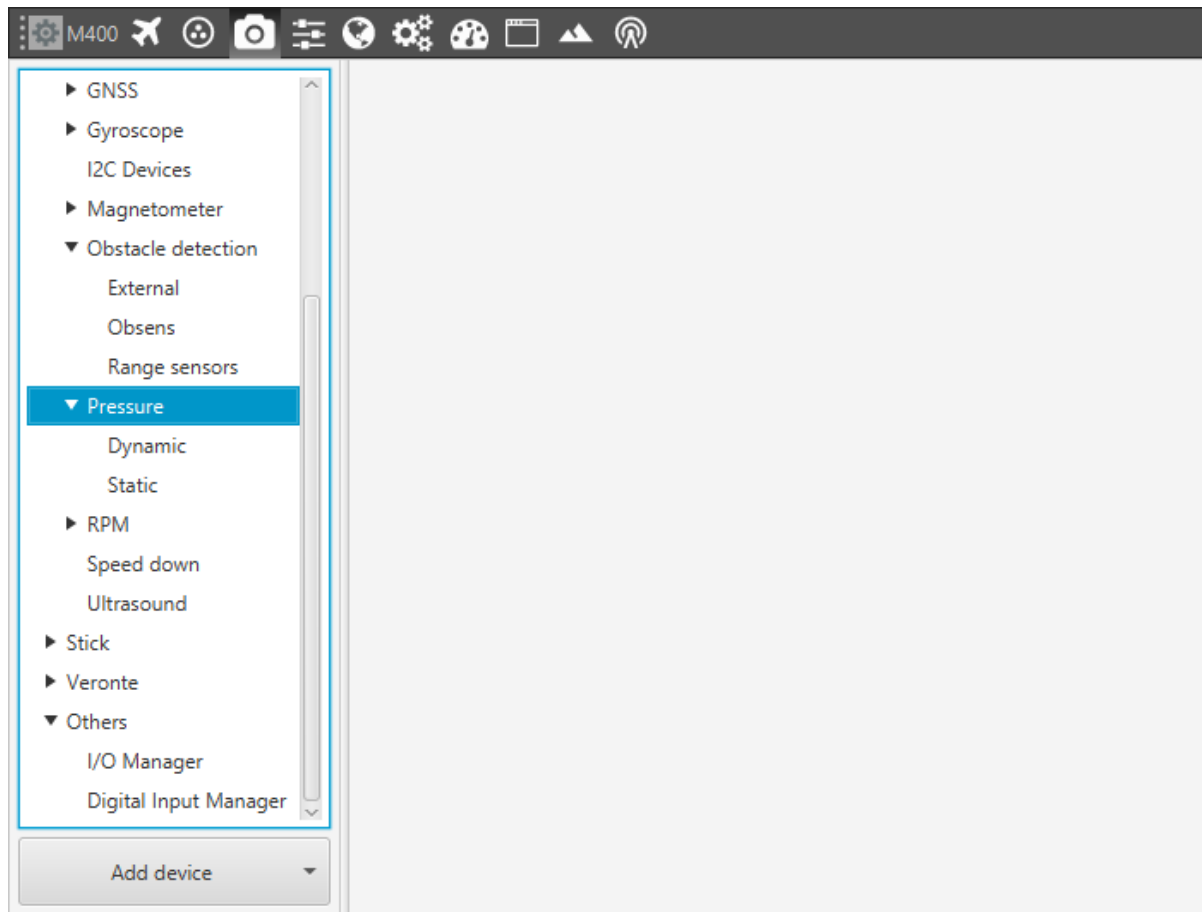 M400
GNSS
Gyroscope
I2C Devices
Magnetometer
Obstacle detection
External
Obsens
Range sensors
Pressure
Dynamic
Static
RPM
Speed down
Ultrasound
Stick
Veronte
Others
I/O Manager
Digital Input Manager
Add device